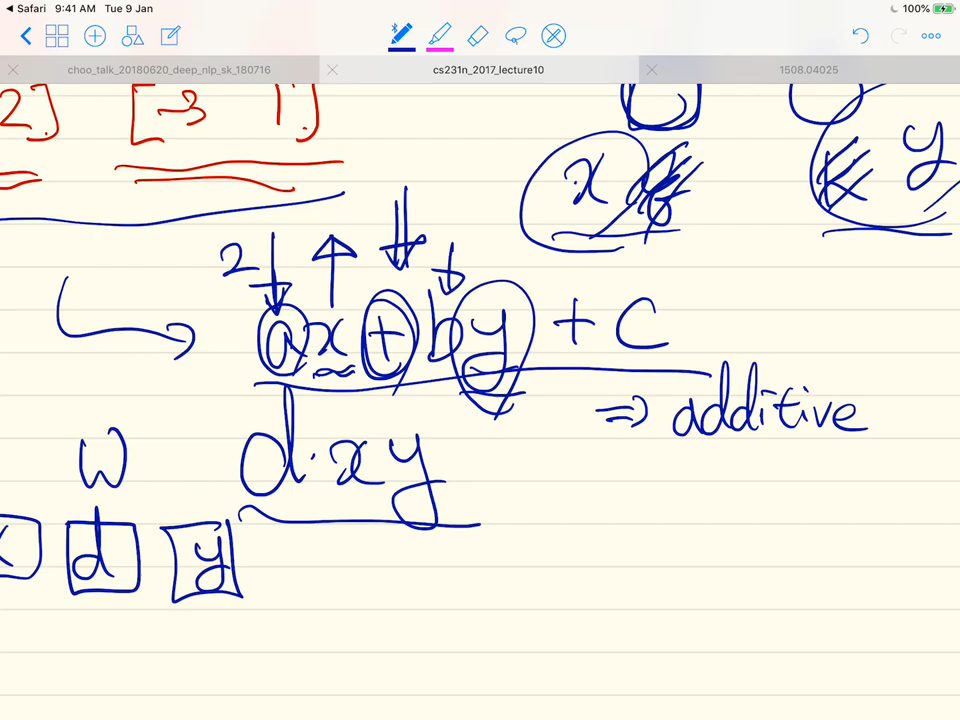 Safari 9:41 AM Tue 9 Jan 100%
choo_talk_20180620_deep_nlp_sk_180716 cs231n_2017_lecture10 1508.04025
2] [-3 1]
x y
2
ax + by + C
⇒ additive
W d·xy
d y